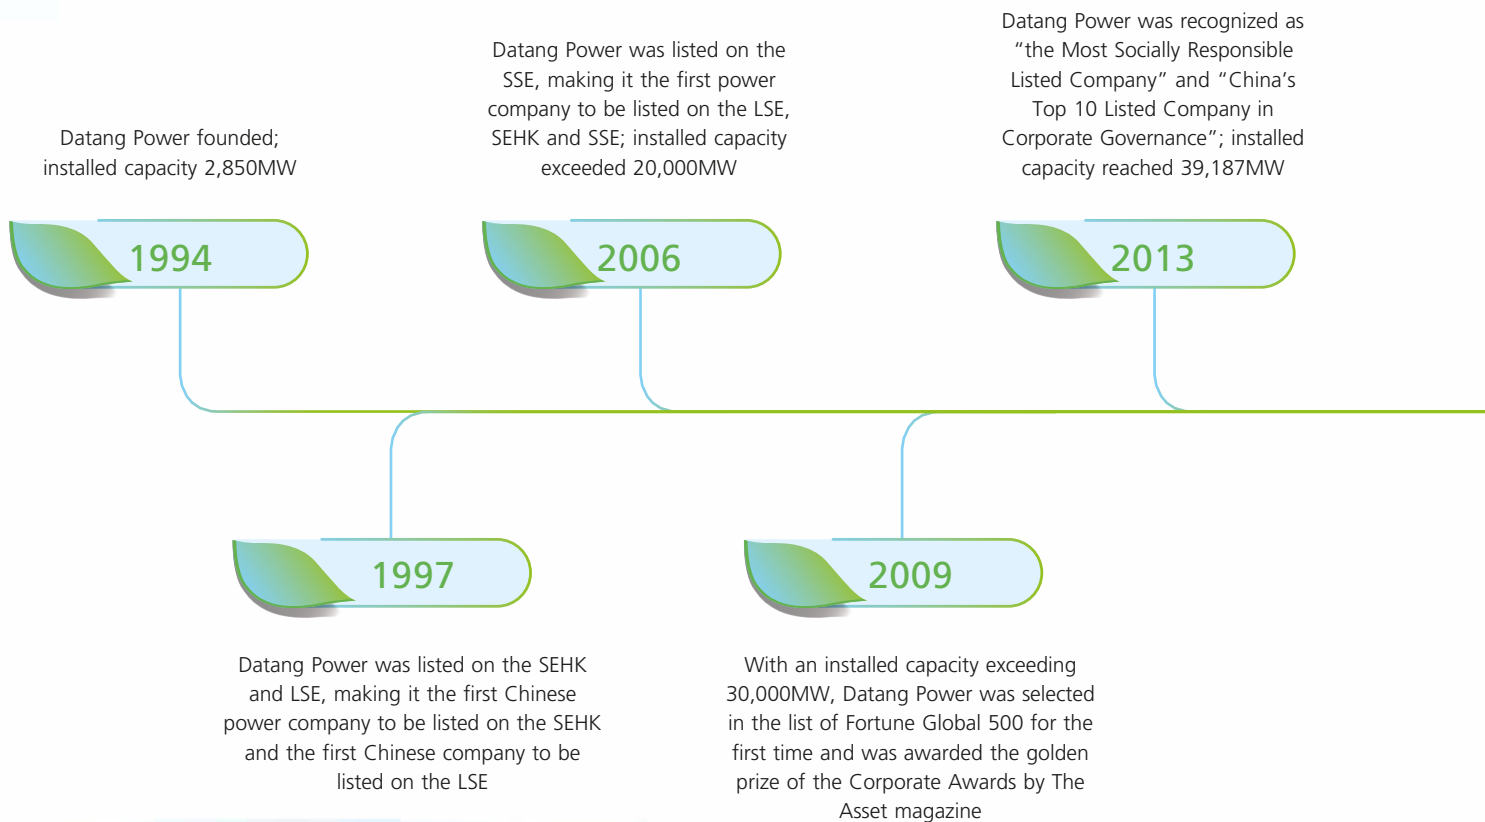 Datang Power founded;
installed capacity 2,850MW
1994
Datang Power was listed on the SEHK
and LSE, making it the first Chinese
power company to be listed on the SEHK
and the first Chinese company to be
listed on the LSE
1997
Datang Power was listed on the
SSE, making it the first power
company to be listed on the LSE,
SEHK and SSE; installed capacity
exceeded 20,000MW
2006
With an installed capacity exceeding
30,000MW, Datang Power was selected
in the list of Fortune Global 500 for the
first time and was awarded the golden
prize of the Corporate Awards by The
Asset magazine
2009
Datang Power was recognized as
“the Most Socially Responsible
Listed Company” and “China’s
Top 10 Listed Company in
Corporate Governance”; installed
capacity reached 39,187MW
2013